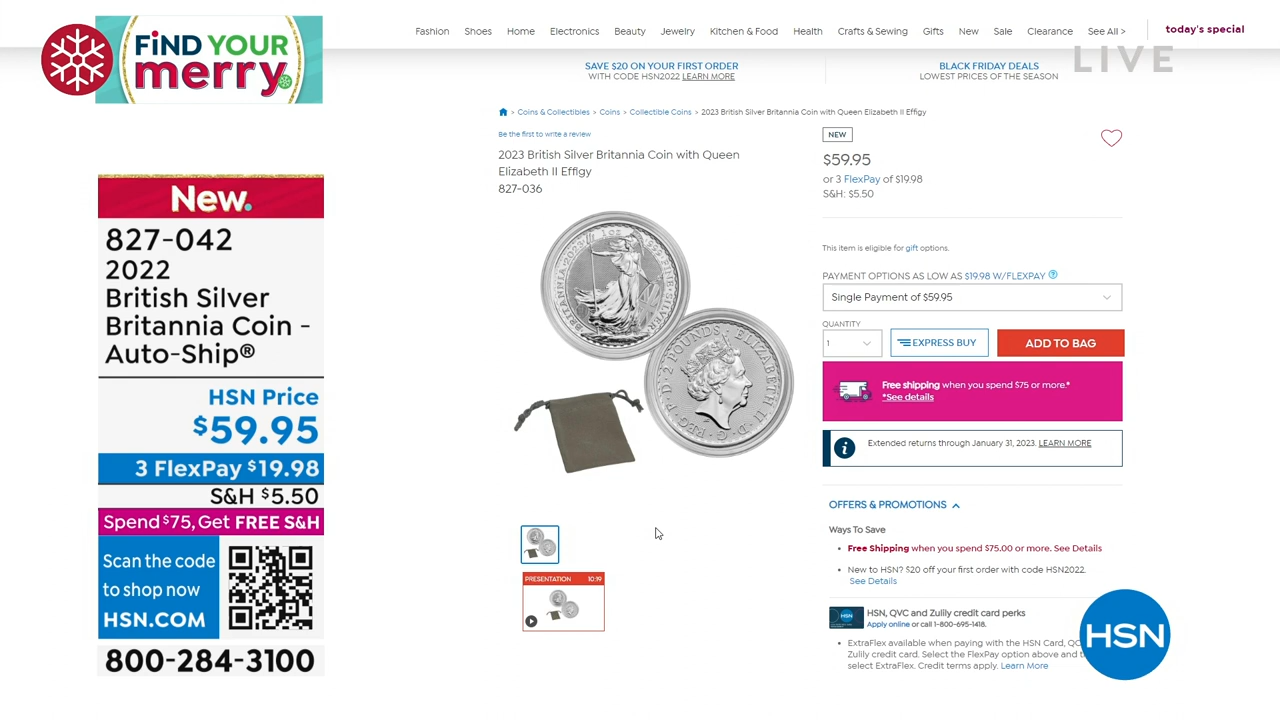 FiND YOUR
merry.
Fashion Shoes Home Electronics Beauty Jewelry Kitchen & Food Health Crafts & Sewing Gifts New Sale Clearance See All > today's special
LIVE
SAVE $20 ON YOUR FIRST ORDER
WITH CODE HSN2022 LEARN MORE
BLACK FRIDAY DEALS
LOWEST PRICES OF THE SEASON
> Coins & Collectibles > Coins > Collectible Coins > 2023 British Silver Britannia Coin with Queen Elizabeth II Effigy
Be the first to write a review
2023 British Silver Britannia Coin with Queen
Elizabeth II Effigy
827-036
BRITANNIA 2023 1 OZ 999 FINE SILVER
ELIZABETH II · D · G · REG · F · D · 2 POUNDS
PRESENTATION 10:19
NEW
$59.95
or 3 FlexPay of $19.98
S&H: $5.50
This item is eligible for gift options.
PAYMENT OPTIONS AS LOW AS $19.98 W/FLEXPAY ?
Single Payment of $59.95
QUANTITY
1
EXPRESS BUY
ADD TO BAG
Free shipping when you spend $75 or more.*
*See details
i Extended returns through January 31, 2023. LEARN MORE
OFFERS & PROMOTIONS
Ways To Save
• Free Shipping when you spend $75.00 or more. See Details
• New to HSN? $20 off your first order with code HSN2022.
See Details
HSN, QVC and Zulily credit card perks
Apply online or call 1-800-695-1418.
• ExtraFlex available when paying with the HSN Card,
Zulily credit card. Select the FlexPay option above and
select ExtraFlex. Credit terms apply. Learn More
HSN
New.
827-042
2022
British Silver
Britannia Coin -
Auto-Ship®
HSN Price
$59.95
3 FlexPay $19.98
S&H $5.50
Spend $75, Get FREE S&H
Scan the code
to shop now
HSN.COM
800-284-3100